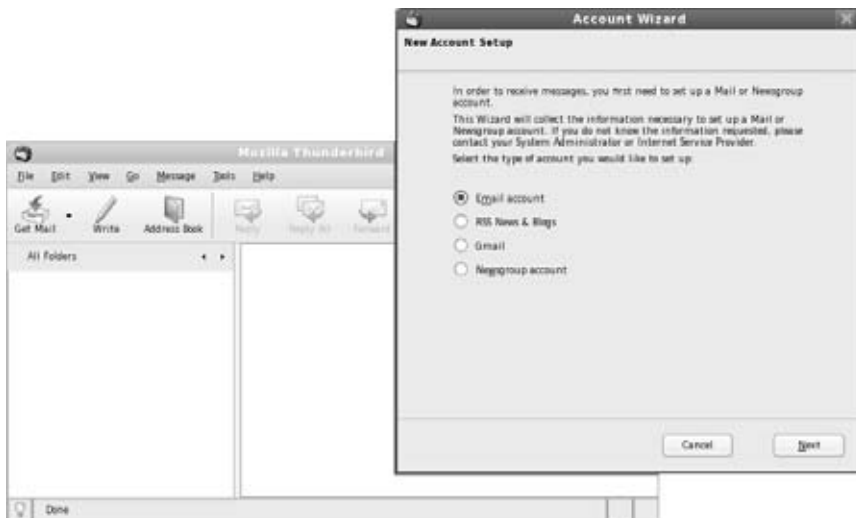 Account Wizard
New Account Setup
In order to receive messages, you first need to set up a Mail or Newsgroup
account.
This Wizard will collect the information necessary to set up a Mail or
Newsgroup account. If you do not know the information requested, please
contact your System Administrator or Internet Service Provider.
Select the type of account you would like to set up:
Email account
RSS News & Blogs
Gmail
Newsgroup account
Cancel
Next
Mozilla Thunderbird
File Edit View Go Message Tools Help
Get Mail Write Address Book Reply Reply All Forward
All Folders
Done